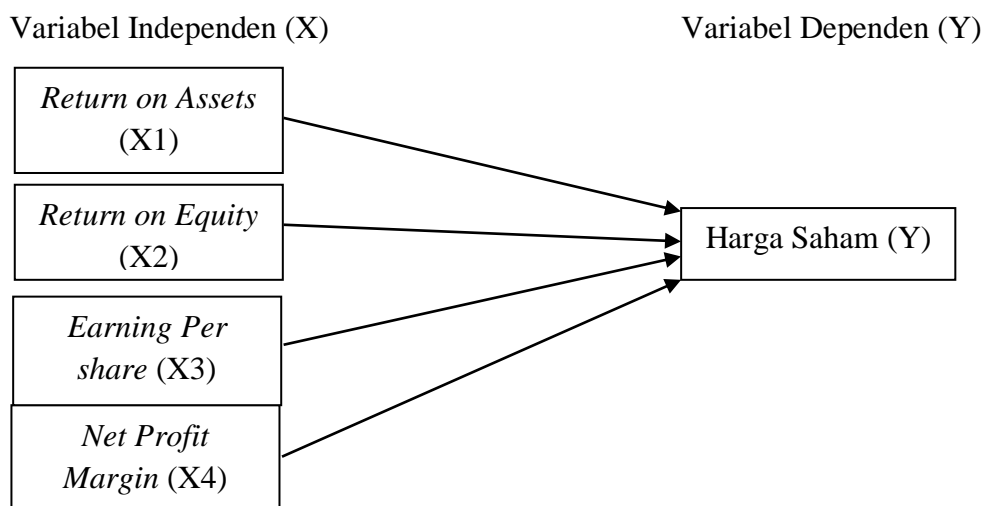 Variabel Independen (X)
Variabel Dependen (Y)
Return on Assets
(X1)
Return on Equity
(X2)
Harga Saham (Y)
Earning Per
share (X3)
Net Profit
Margin (X4)